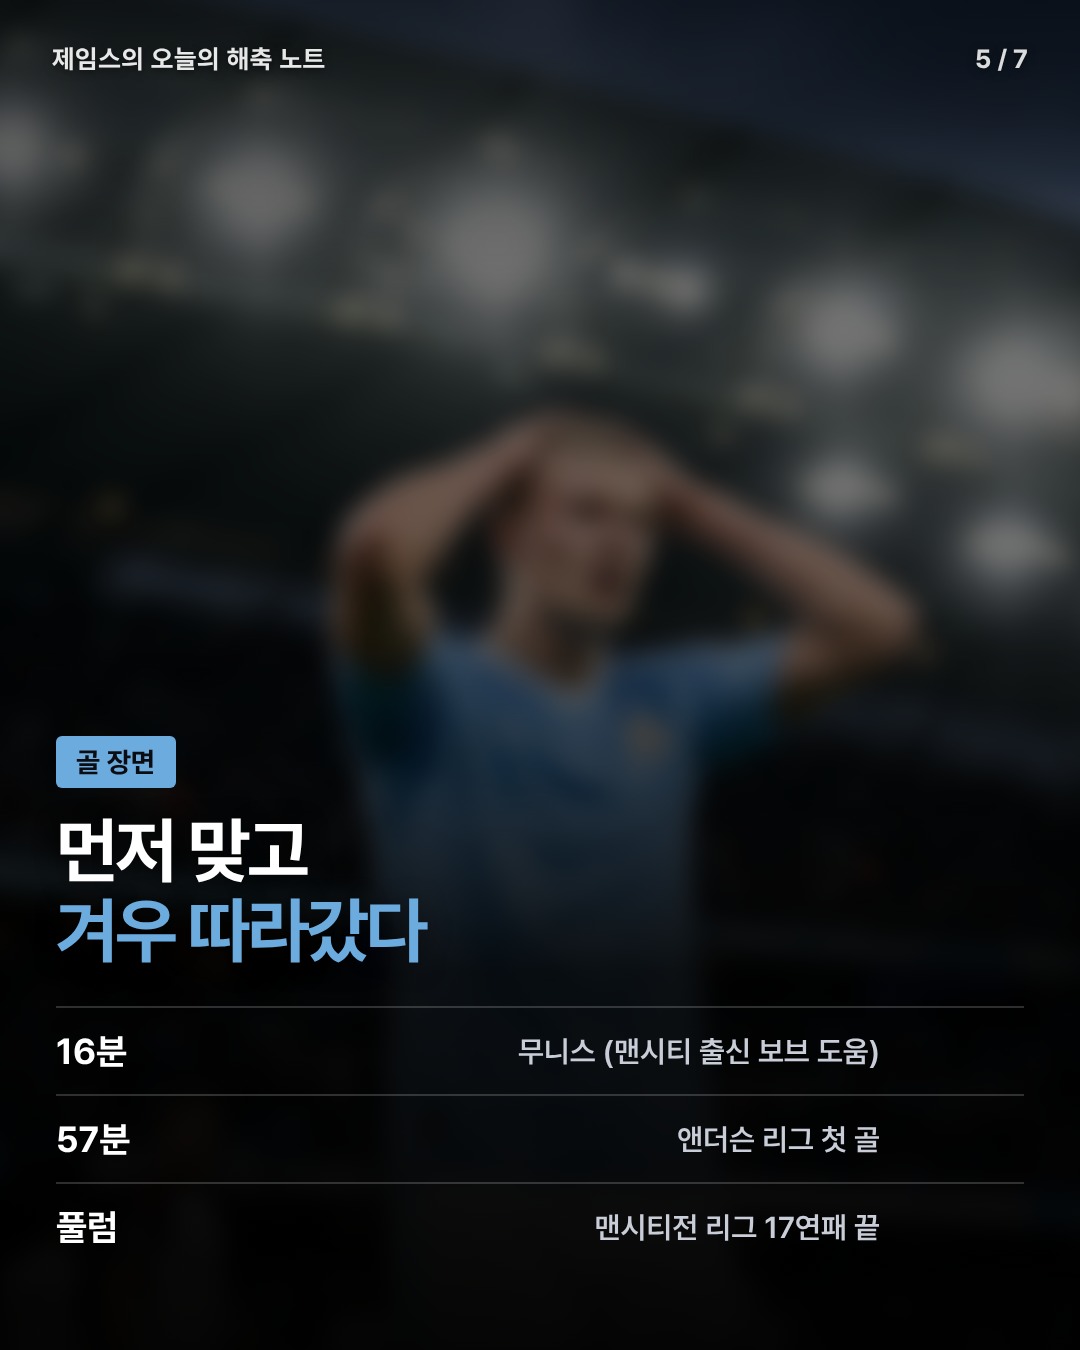 제임스의 오늘의 해축 노트
5 / 7
골 장면
먼저 맞고
겨우 따라갔다
16분 무니스 (맨시티 출신 보브 도움)
57분 앤더슨 리그 첫 골
풀럼 맨시티전 리그 17연패 끝